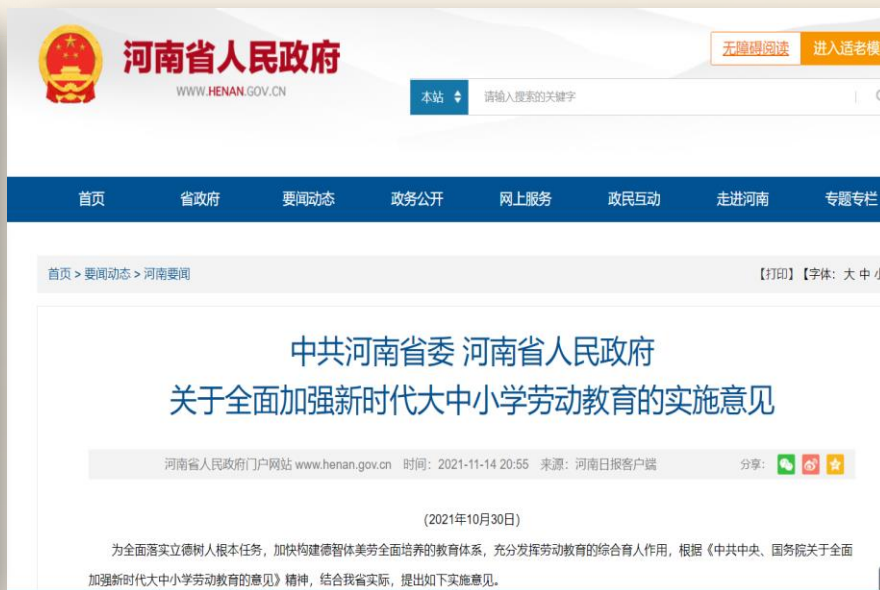 河南省人民政府
WWW.HENAN.GOV.CN
无障碍阅读
进入适老模
本站
请输入搜索的关键字
首页 省政府 要闻动态 政务公开 网上服务 政民互动 走进河南 专题专栏
首页 > 要闻动态 > 河南要闻
【打印】【字体：大 中 小
中共河南省委 河南省人民政府
关于全面加强新时代大中小学劳动教育的实施意见
河南省人民政府门户网站 www.henan.gov.cn 时间：2021-11-14 20:55 来源：河南日报客户端 分享：
(2021年10月30日)
为全面落实立德树人根本任务，加快构建德智体美劳全面培养的教育体系，充分发挥劳动教育的综合育人作用，根据《中共中央、国务院关于全面
加强新时代大中小学劳动教育的意见》精神，结合我省实际，提出如下实施意见。